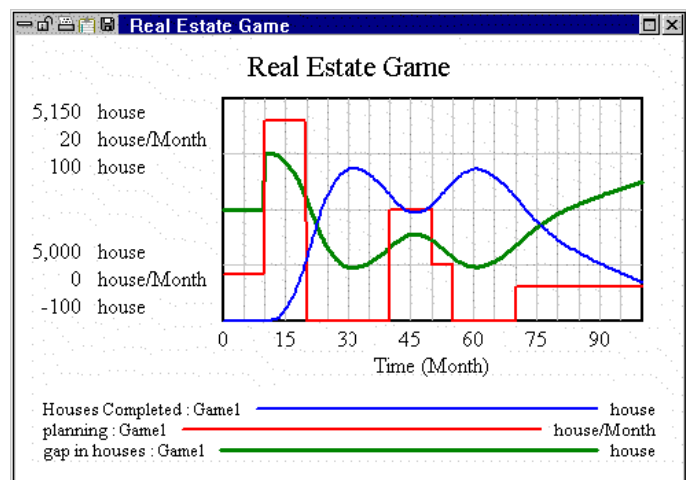 Real Estate Game
Real Estate Game
5,150 house
20 house/Month
100 house
5,000 house
0 house/Month
-100 house
0 15 30 45 60 75 90
Time (Month)
Houses Completed : Game1 house
planning : Game1 house/Month
gap in houses : Game1 house